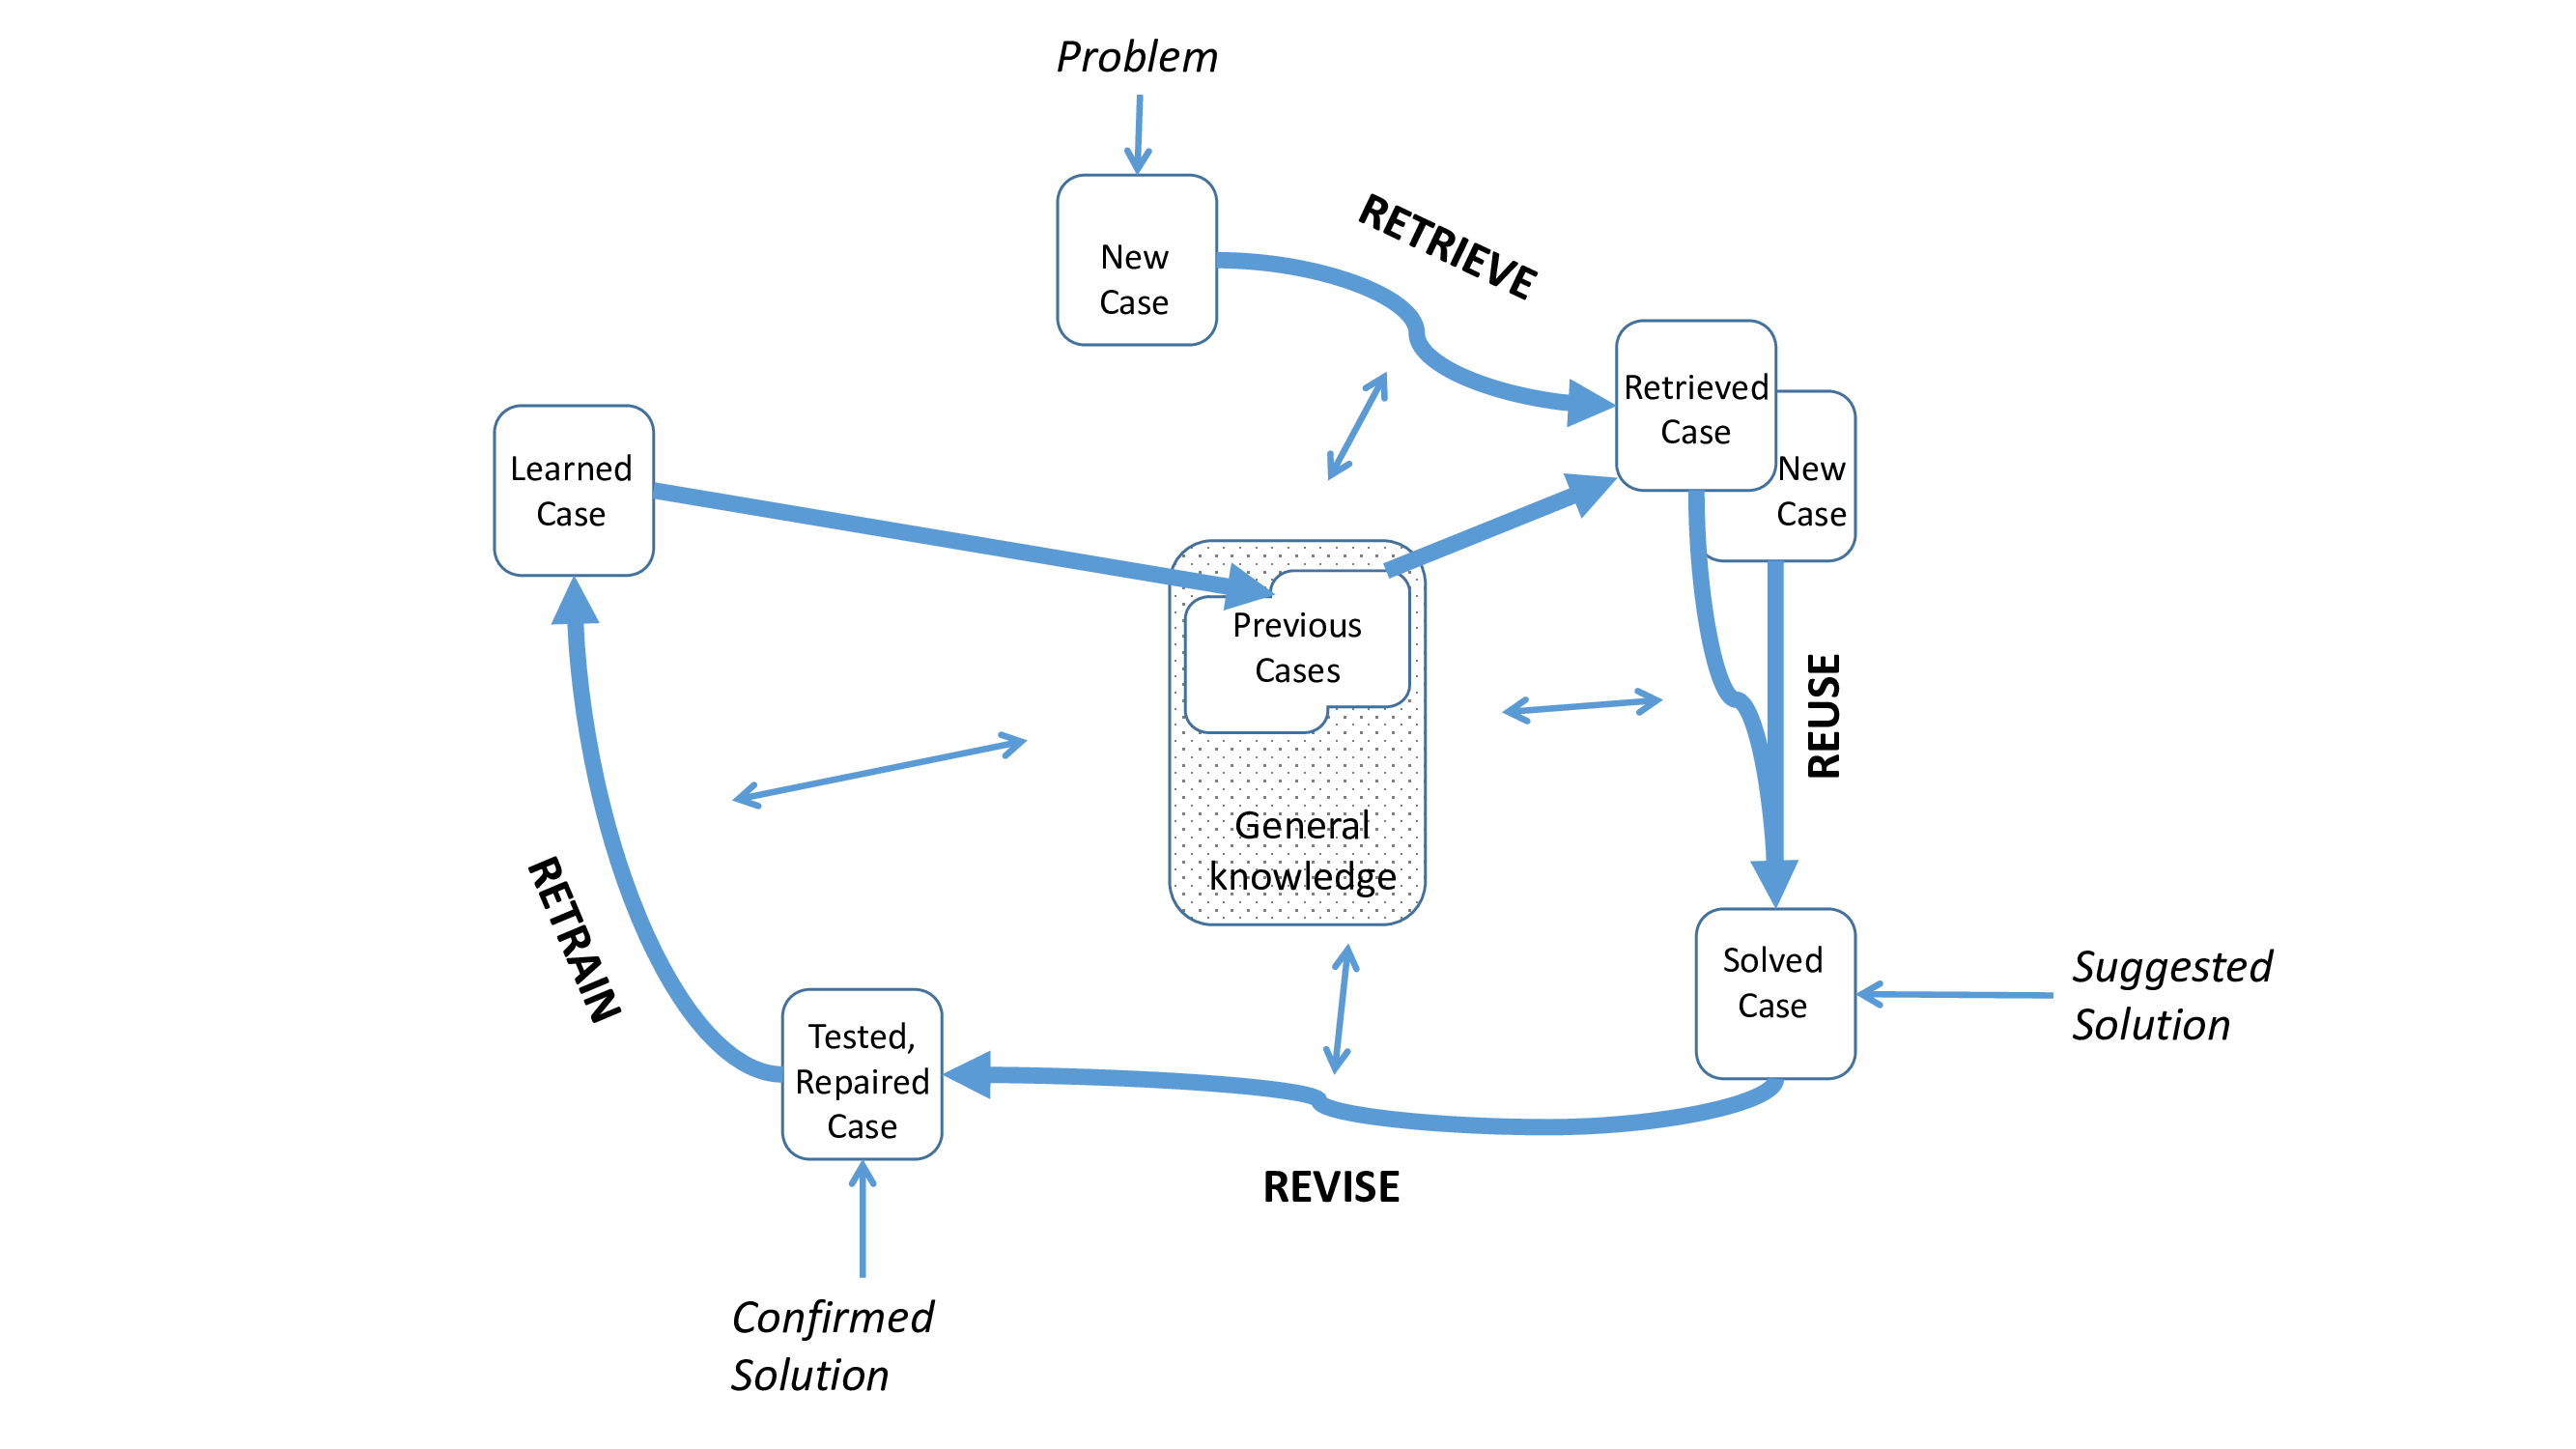 Problem
New
Case
RETRIEVE
Retrieved
Case
New
Case
Learned
Case
Previous
Cases
General
knowledge
REUSE
Solved
Case
Suggested
Solution
RETRAIN
Tested,
Repaired
Case
REVISE
Confirmed
Solution